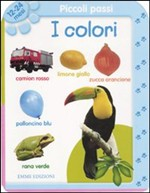 Piccoli passi
12-24
mesi
I colori
limone giallo
camion rosso
zucca arancione
palloncino blu
rana verde
EMME EDIZIONI